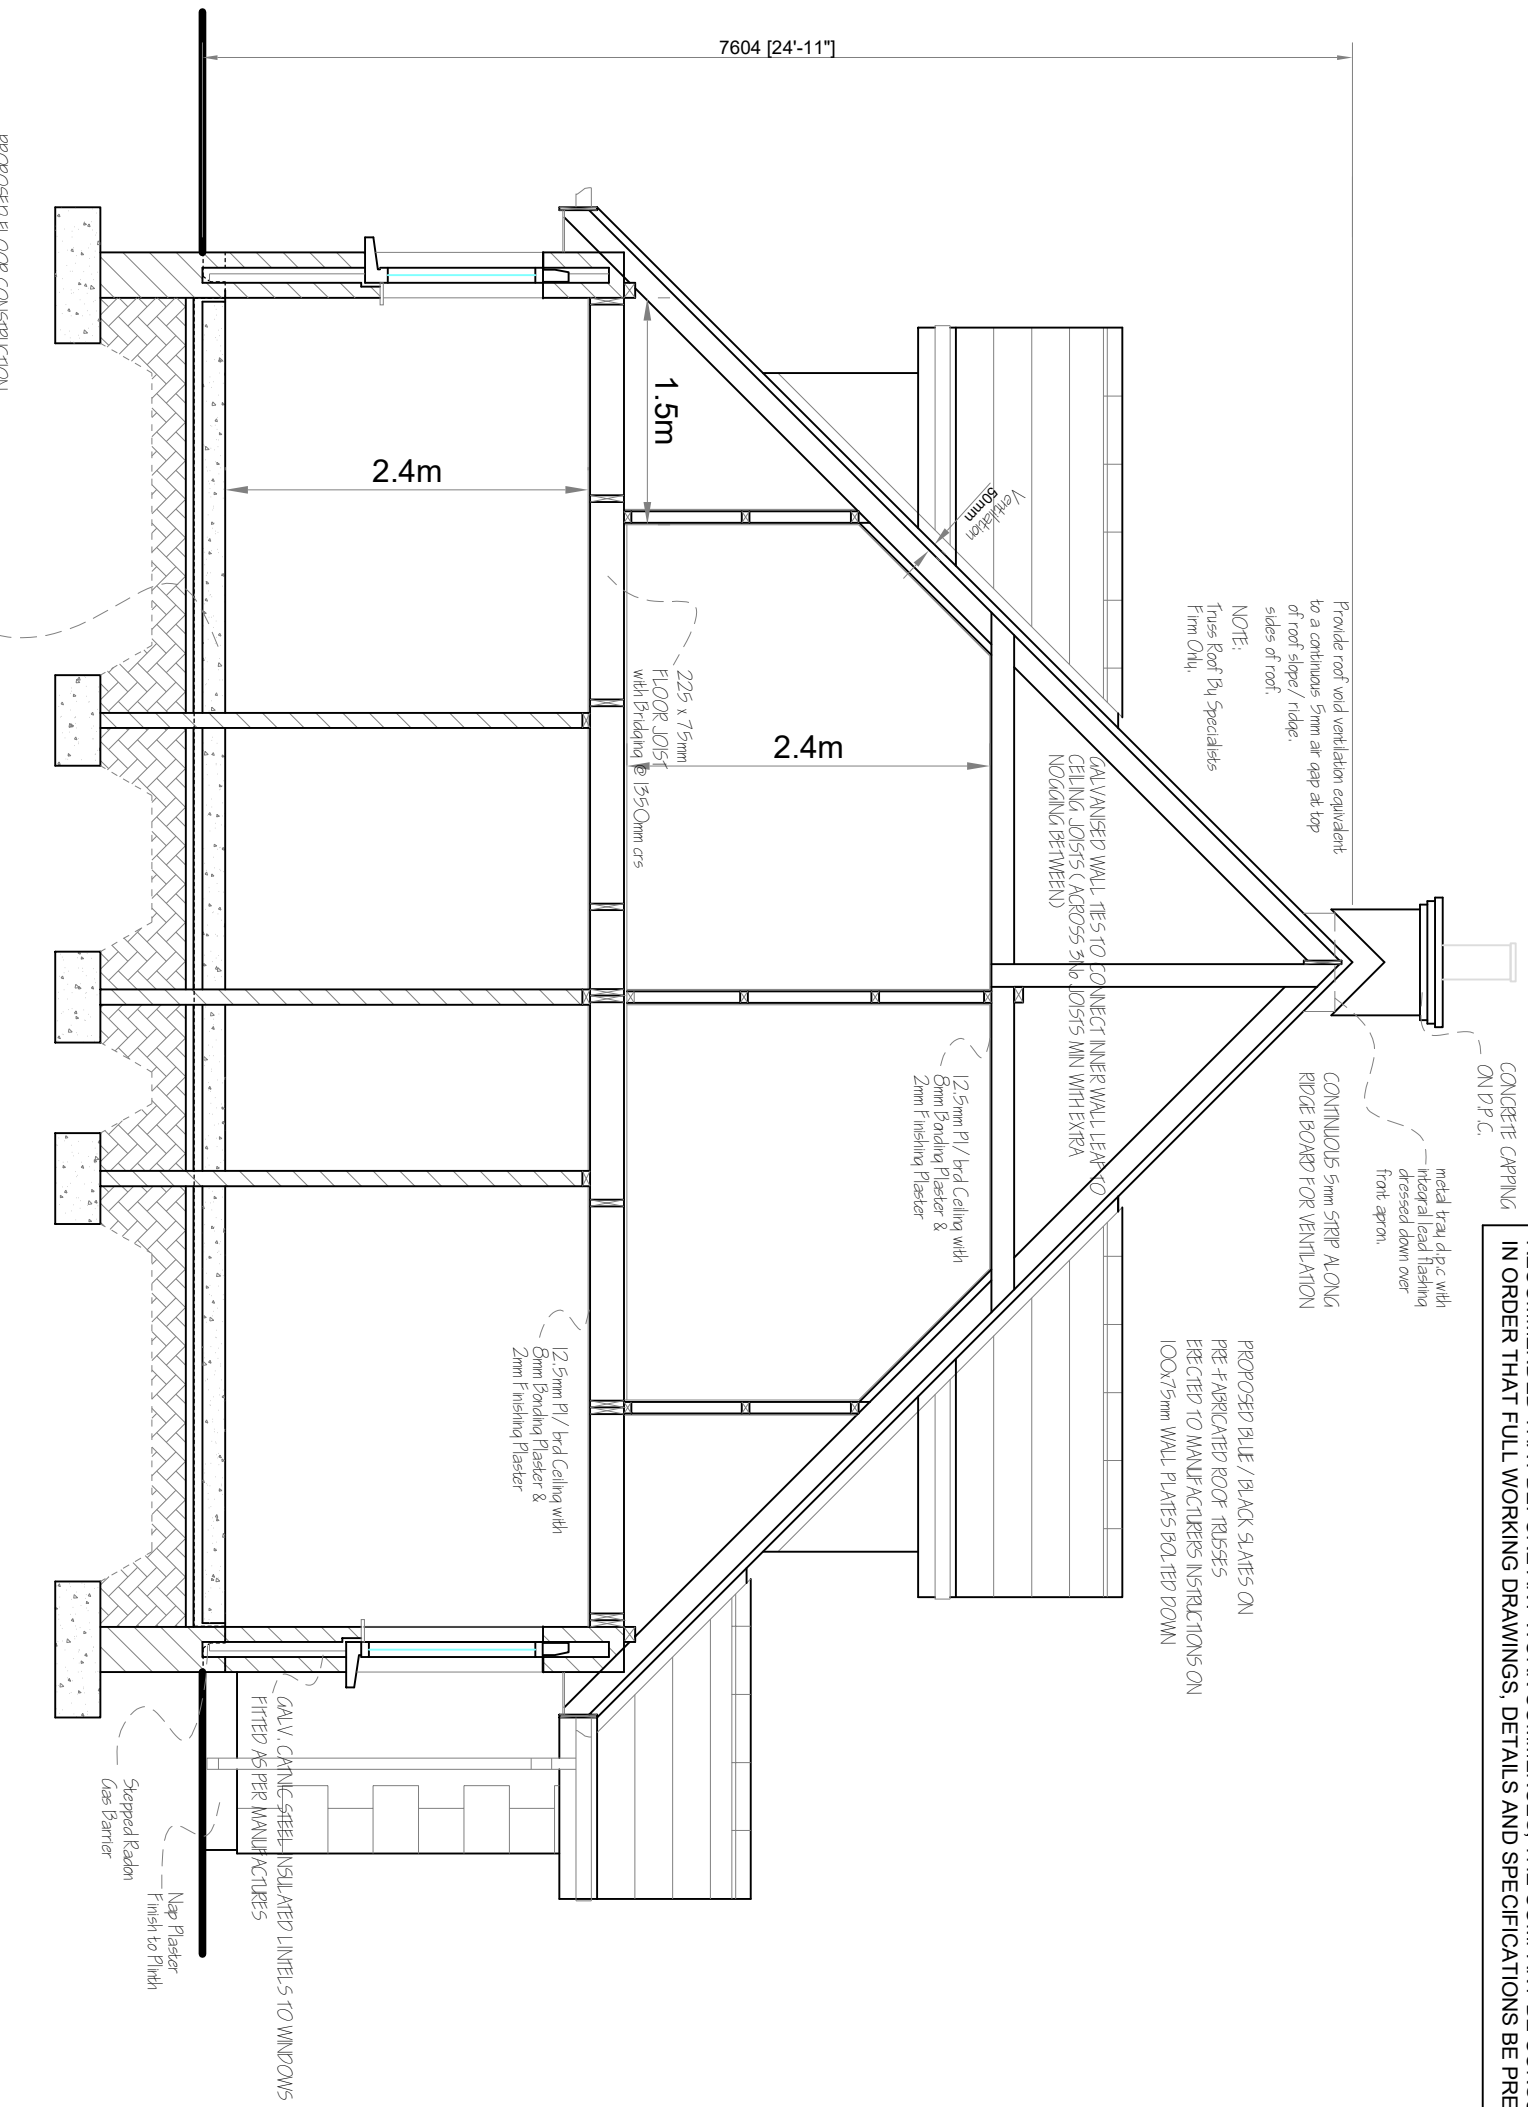 IN ORDER THAT FULL WORKING DRAWINGS, DETAILS AND SPECIFICATIONS BE PRE
CONCRETE CAPPING
ON D.P.C.
metal tray d.p.c with
integral lead flashing
dressed down over
front apron.
CONTINUOUS 5mm STRIP ALONG
RIDGE BOARD FOR VENTILATION
Provide roof void ventilation equivalent
to a continuous 5mm air gap at top
of roof slope/ ridge.
sides of roof.
NOTE:
Truss Roof By Specialists
Firm Only.
PROPOSED BLUE / BLACK SLATES ON
PRE-FABRICATED ROOF TRUSSES
ERECTED TO MANUFACTURERS INSTRUCTIONS ON
100x75mm WALL PLATES BOLTED DOWN
GALVANISED WALL TIES TO CONNECT INNER WALL LEAF TO
CEILING JOISTS ( ACROSS 3No JOISTS MIN WITH EXTRA
NOGGING BETWEEN)
Ventilation
50mm
12.5mm Pl/ brd Ceiling with
8mm Bonding Plaster &
2mm Finishing Plaster
7604 [24'-11"]
2.4m
1.5m
225 x 75mm
FLOOR JOIST
with Bridging @ 1350mm crs
12.5mm Pl/ brd Ceiling with
8mm Bonding Plaster &
2mm Finishing Plaster
2.4m
GALV. CATNIC STEEL INSULATED LINTELS TO WINDOWS
FITTED AS PER MANUFACTURES
Nap Plaster
Finish to Plinth
Stepped Radon
Gas Barrier
PROPOSED FLOOR CONSTRUCTION